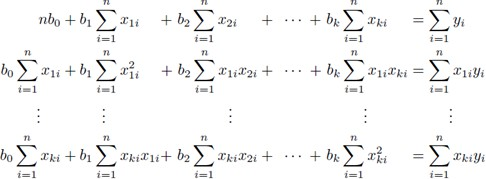 $nb_0 + b_1 \sum_{i=1}^{n} x_{1i} + b_2 \sum_{i=1}^{n} x_{2i} + \cdots + b_k \sum_{i=1}^{n} x_{ki} = \sum_{i=1}^{n} y_i$
$b_0 \sum_{i=1}^{n} x_{1i} + b_1 \sum_{i=1}^{n} x_{1i}^2 + b_2 \sum_{i=1}^{n} x_{1i} x_{2i} + \cdots + b_k \sum_{i=1}^{n} x_{1i} x_{ki} = \sum_{i=1}^{n} x_{1i} y_i$
$\vdots \quad \vdots \quad \vdots \quad \vdots \quad \vdots$
$b_0 \sum_{i=1}^{n} x_{ki} + b_1 \sum_{i=1}^{n} x_{ki} x_{1i} + b_2 \sum_{i=1}^{n} x_{ki} x_{2i} + \cdots + b_k \sum_{i=1}^{n} x_{ki}^2 = \sum_{i=1}^{n} x_{ki} y_i$